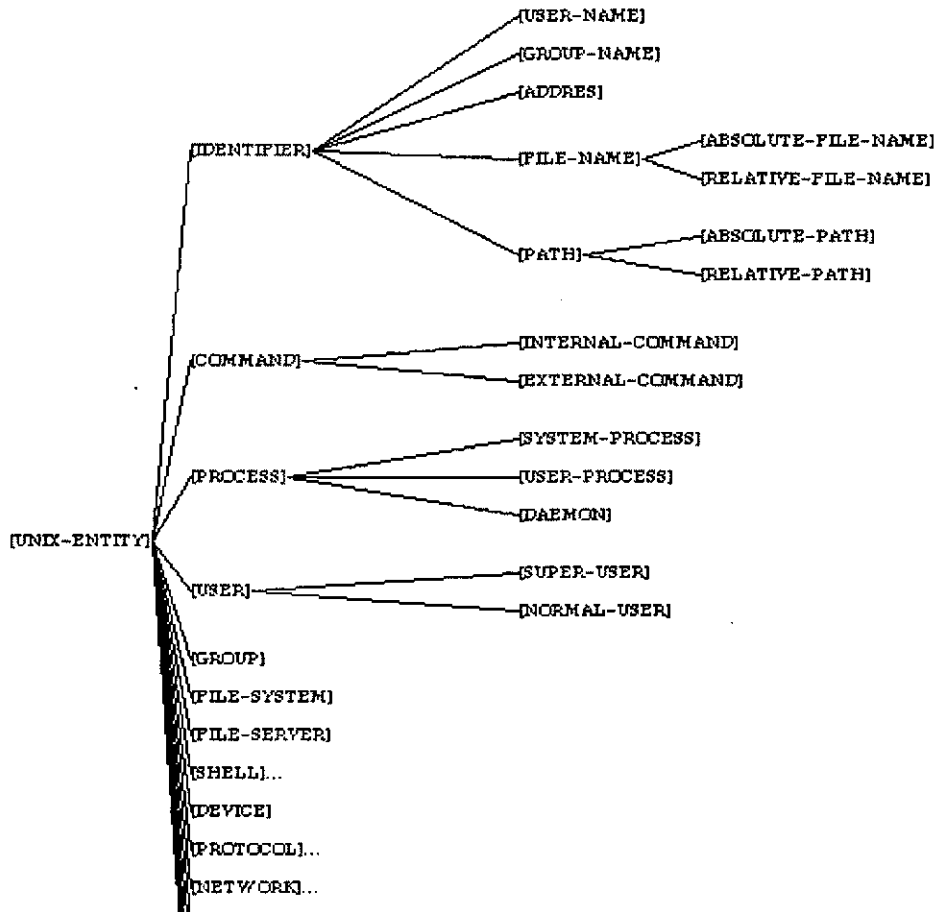 [USER-NAME]
[GROUP-NAME]
[ADDRES]
[IDENTIFIER]
[FILE-NAME]
[ABSOLUTE-FILE-NAME]
[RELATIVE-FILE-NAME]
[PATH]
[ABSOLUTE-PATH]
[RELATIVE-PATH]
[COMMAND]
[INTERNAL-COMMAND]
[EXTERNAL-COMMAND]
[PROCESS]
[SYSTEM-PROCESS]
[USER-PROCESS]
[DAEMON]
[UNIX-ENTITY]
[USER]
[SUPER-USER]
[NORMAL-USER]
[GROUP]
[FILE-SYSTEM]
[FILE-SERVER]
[SHELL]...
[DEVICE]
[PROTOCOL]...
[NETWORK]...